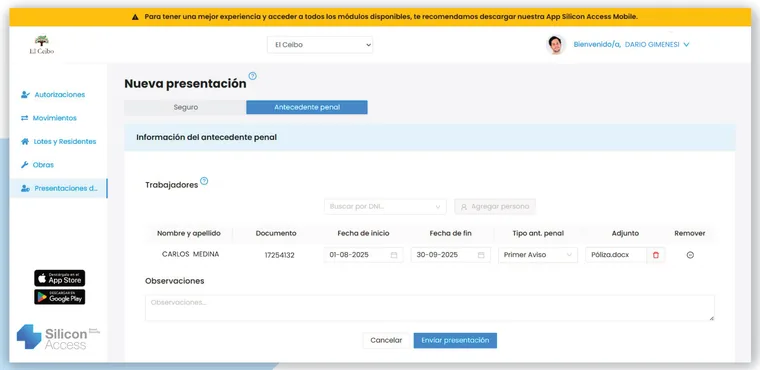 Para tener una mejor experiencia y acceder a todos los módulos disponibles, te recomendamos descargar nuestra App Silicon Access Mobile.
El Ceibo
El Ceibo
Bienvenido/a, DARIO GIMENESI
Autorizaciones
Movimientos
Lotes y Residentes
Obras
Presentaciones d...
Nueva presentación
Seguro
Antecedente penal
Información del antecedente penal
Trabajadores
Buscar por DNI...
Agregar persona
Nombre y apellido Documento Fecha de inicio Fecha de fin Tipo ant. penal Adjunto Remover
CARLOS MEDINA 17254132 01-08-2025 30-09-2025 Primer Aviso Póliza.docx
Observaciones
Observaciones...
Cancelar
Enviar presentación
App Store
DESCARGAR EN
Google Play
Silicon
Access